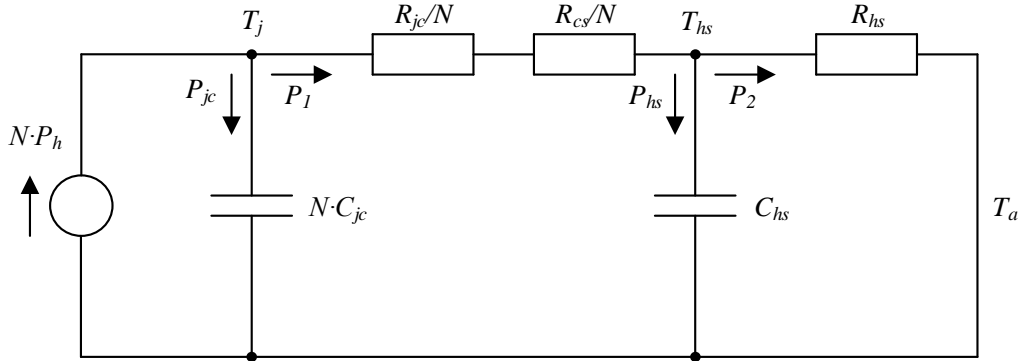 T_j R_jc/N R_cs/N T_hs R_hs
P_jc P_1 P_hs P_2
N·P_h
N·C_jc C_hs T_a